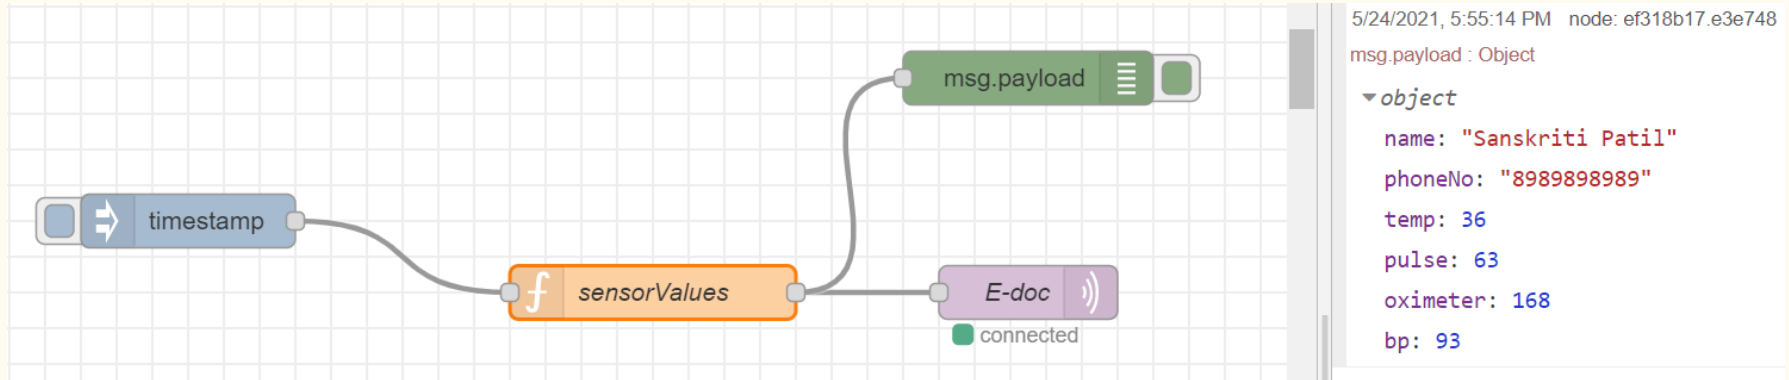 timestamp
sensorValues
msg.payload
E-doc
connected
5/24/2021, 5:55:14 PM node: ef318b17.e3e748
msg.payload : Object
object
name: "Sanskriti Patil"
phoneNo: "8989898989"
temp: 36
pulse: 63
oximeter: 168
bp: 93